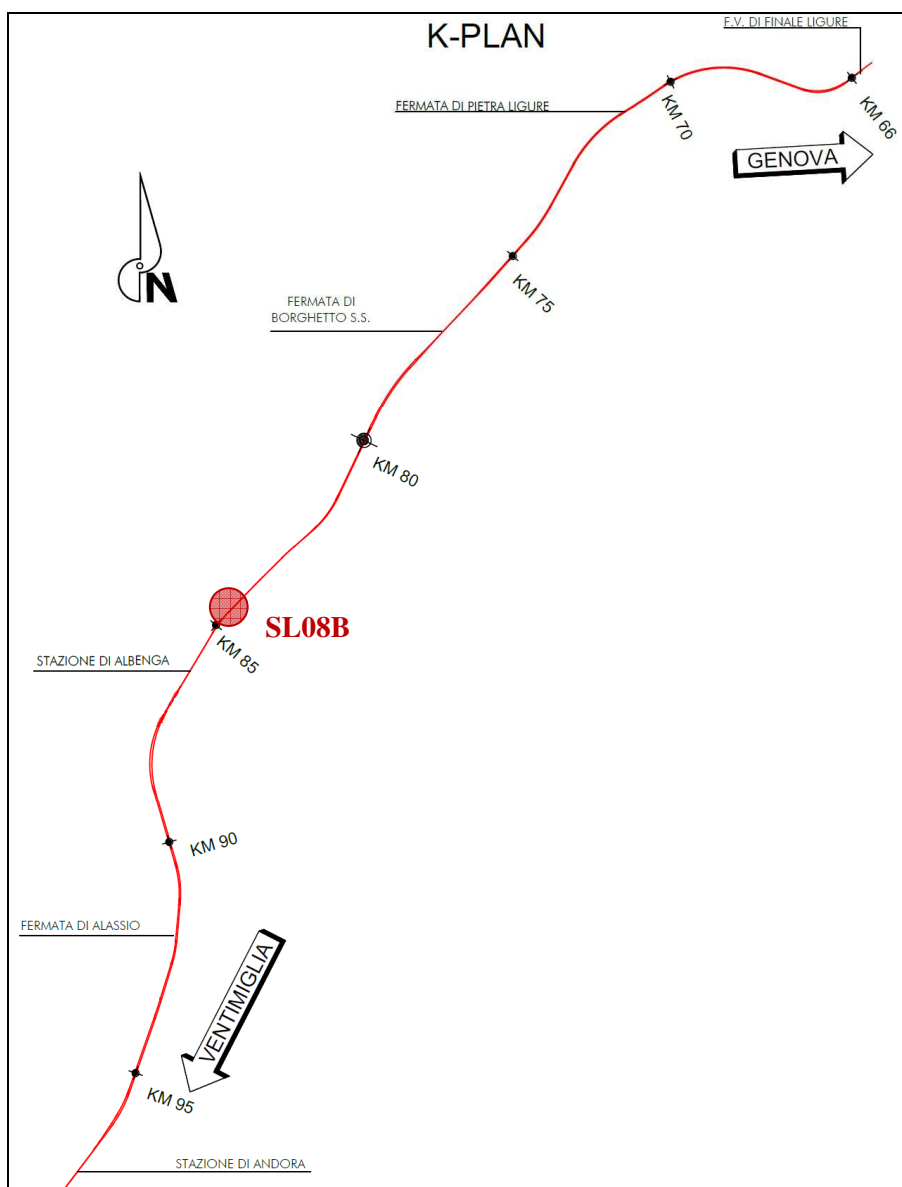 F.V. DI FINALE LIGURE
K-PLAN
FERMATA DI PIETRA LIGURE
KM 70
KM 66
GENOVA
N
KM 75
FERMATA DI
BORGHETTO S.S.
KM 80
SL08B
KM 85
STAZIONE DI ALBENGA
KM 90
FERMATA DI ALASSIO
VENTIMIGLIA
KM 95
STAZIONE DI ANDORA